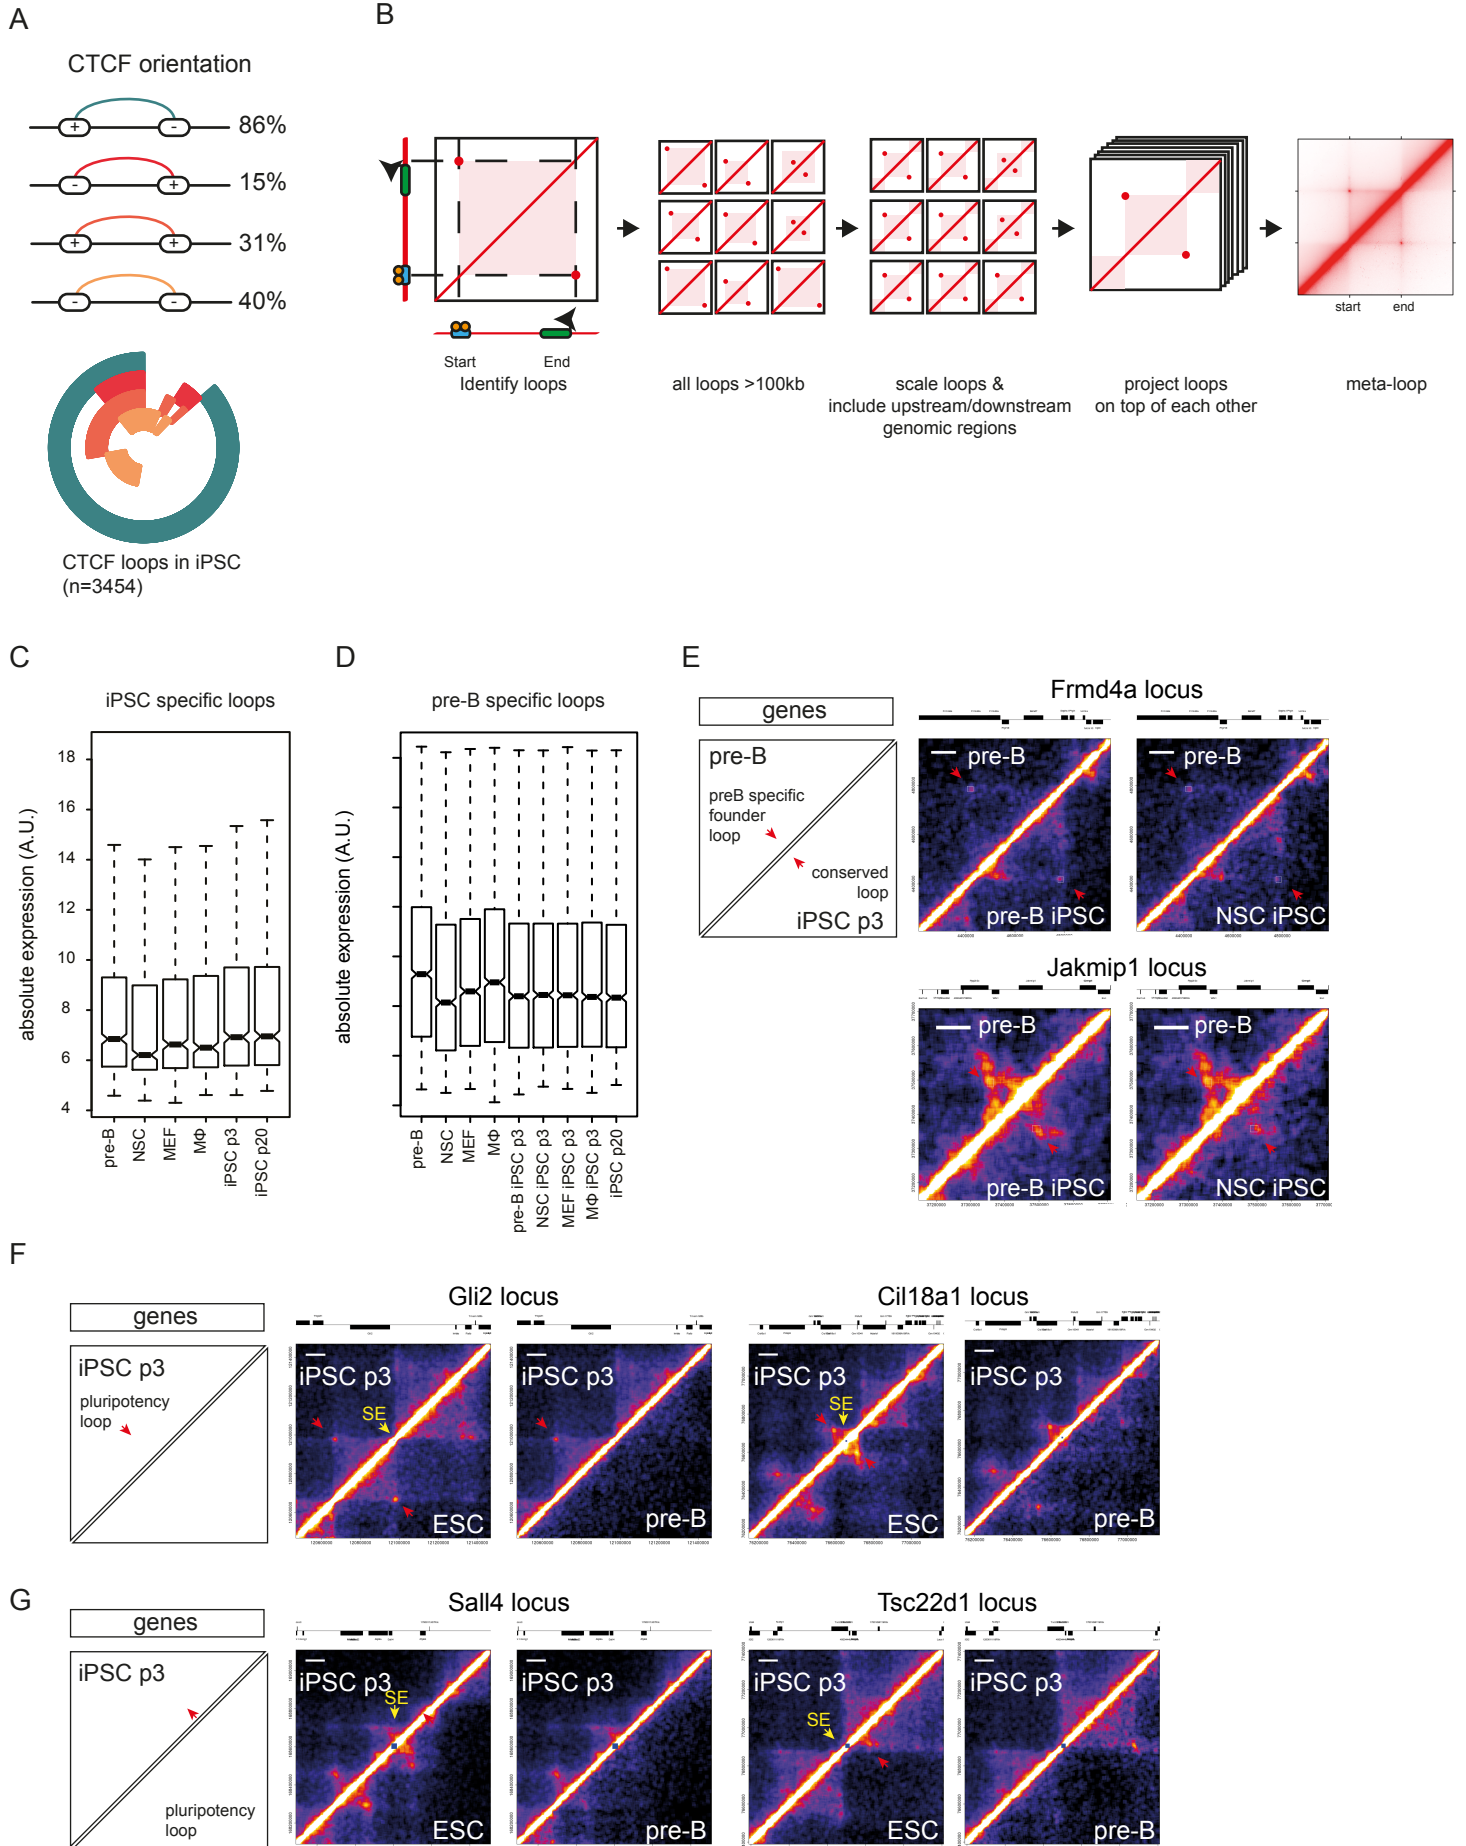 A
CTCF orientation
+ - 86%
- + 15%
+ + 31%
- - 40%
CTCF loops in iPSC
(n=3454)
B
Start End
Identify loops
all loops >100kb
scale loops &
include upstream/downstream
genomic regions
project loops
on top of each other
start end
meta-loop
C
iPSC specific loops
absolute expression (A.U.)
18
16
14
12
10
8
6
4
pre-B
NSC
MEF
MΦ
iPSC p3
iPSC p20
D
pre-B specific loops
absolute expression (A.U.)
pre-B
NSC
MEF
MΦ
pre-B iPSC p3
NSC iPSC p3
MEF iPSC p3
MΦ iPSC p3
iPSC p20
E
genes
pre-B
preB specific
founder
loop
conserved
loop
iPSC p3
Frmd4a locus
pre-B
pre-B iPSC
pre-B
NSC iPSC
Jakmip1 locus
pre-B
pre-B iPSC
pre-B
NSC iPSC
F
genes
iPSC p3
pluripotency
loop
Gli2 locus
iPSC p3
SE
ESC
iPSC p3
pre-B
Cil18a1 locus
iPSC p3
SE
ESC
iPSC p3
pre-B
G
genes
iPSC p3
pluripotency
loop
Sall4 locus
iPSC p3
SE
ESC
iPSC p3
pre-B
Tsc22d1 locus
iPSC p3
SE
ESC
iPSC p3
pre-B